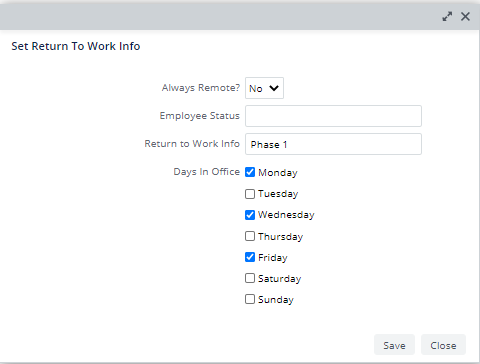 Set Return To Work Info
Always Remote? No
Employee Status
Return to Work Info Phase 1
Days In Office Monday
Tuesday
Wednesday
Thursday
Friday
Saturday
Sunday
Save Close